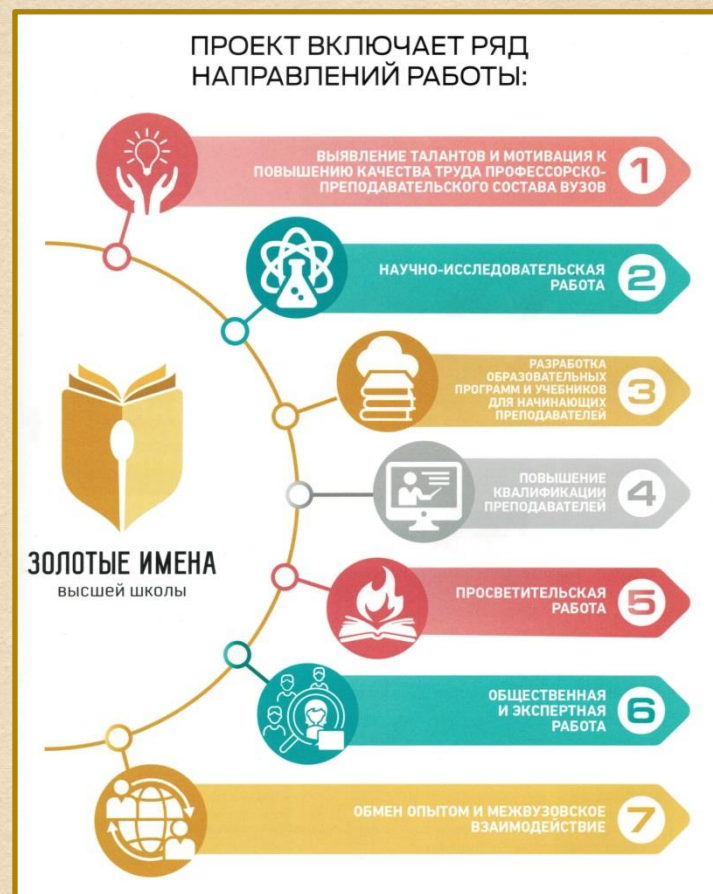 ПРОЕКТ ВКЛЮЧАЕТ РЯД
НАПРАВЛЕНИЙ РАБОТЫ:
ВЫЯВЛЕНИЕ ТАЛАНТОВ И МОТИВАЦИЯ К
ПОВЫШЕНИЮ КАЧЕСТВА ТРУДА ПРОФЕССОРСКО-
ПРЕПОДАВАТЕЛЬСКОГО СОСТАВА ВУЗОВ
1
НАУЧНО-ИССЛЕДОВАТЕЛЬСКАЯ
РАБОТА
2
РАЗРАБОТКА
ОБРАЗОВАТЕЛЬНЫХ
ПРОГРАММ И УЧЕБНИКОВ
ДЛЯ НАЧИНАЮЩИХ
ПРЕПОДАВАТЕЛЕЙ
3
ПОВЫШЕНИЕ
КВАЛИФИКАЦИИ
ПРЕПОДАВАТЕЛЕЙ
4
ЗОЛОТЫЕ ИМЕНА
ВЫСШЕЙ ШКОЛЫ
ПРОСВЕТИТЕЛЬСКАЯ
РАБОТА
5
ОБЩЕСТВЕННАЯ
И ЭКСПЕРТНАЯ
РАБОТА
6
ОБМЕН ОПЫТОМ И МЕЖВУЗОВСКОЕ
ВЗАИМОДЕЙСТВИЕ
7